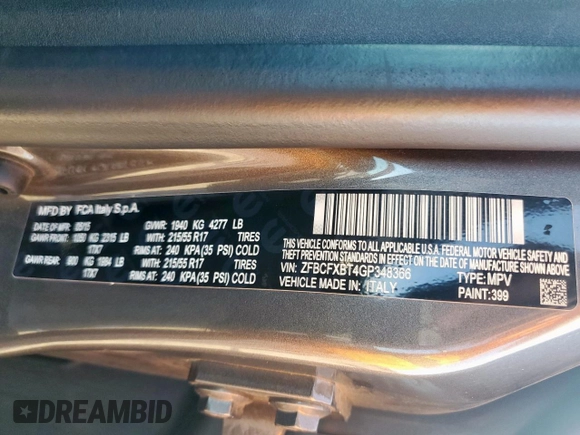 MFD BY FCA Italy S.p.A.
DATE OF MFR
GVWR: 1940 KG 4277 LB
GAWR FRONT: 1050 KG 2315 LB
WITH: 215/55 R17 TIRES
17X7
RIMS AT: 240 KPA(35 PSI) COLD
GAWR REAR: KG LB
WITH: 215/55 R17 TIRES
17X7
RIMS AT: 240 KPA(35 PSI) COLD
THIS VEHICLE CONFORMS TO ALL APPLICABLE U.S.A. FEDERAL MOTOR VEHICLE SAFETY,
BUMPER, AND THEFT PREVENTION STANDARDS IN EFFECT ON THE DATE OF MANUFACTURE SHOWN ABOVE.
VIN: ZFBCFXBT4GP348366 TYPE: MPV
VEHICLE MADE IN: ITALY PAINT: 399
DREAMBID